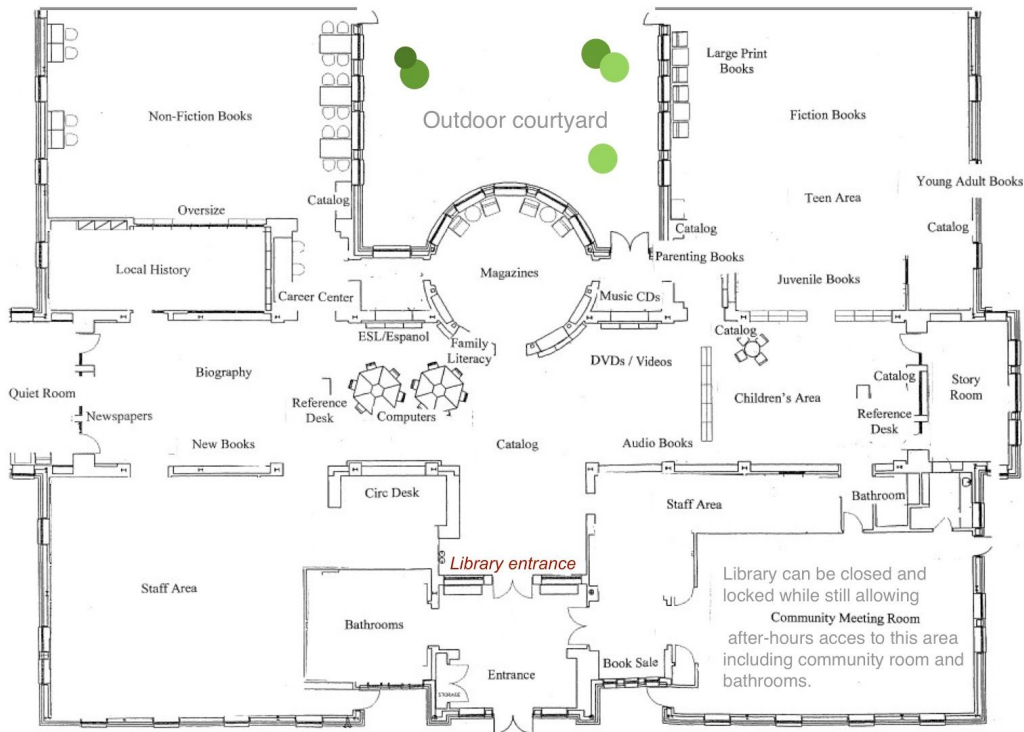 Large Print
Books
Non-Fiction Books
Outdoor courtyard
Fiction Books
Young Adult Books
Teen Area
Catalog
Oversize
Catalog
Catalog
Parenting Books
Local History
Magazines
Juvenile Books
Career Center
Music CDs
ESL/Espanol
Family
Literacy
Catalog
DVDs / Videos
Biography
Quiet Room
Newspapers
Reference
Desk
Computers
Children's Area
Catalog
Story
Room
Reference
Desk
New Books
Catalog
Audio Books
Circ Desk
Staff Area
Bathroom
Library entrance
Staff Area
Library can be closed and
locked while still allowing
Community Meeting Room
after-hours acces to this area
including community room and
bathrooms.
Bathrooms
Book Sale
Entrance
STORAGE